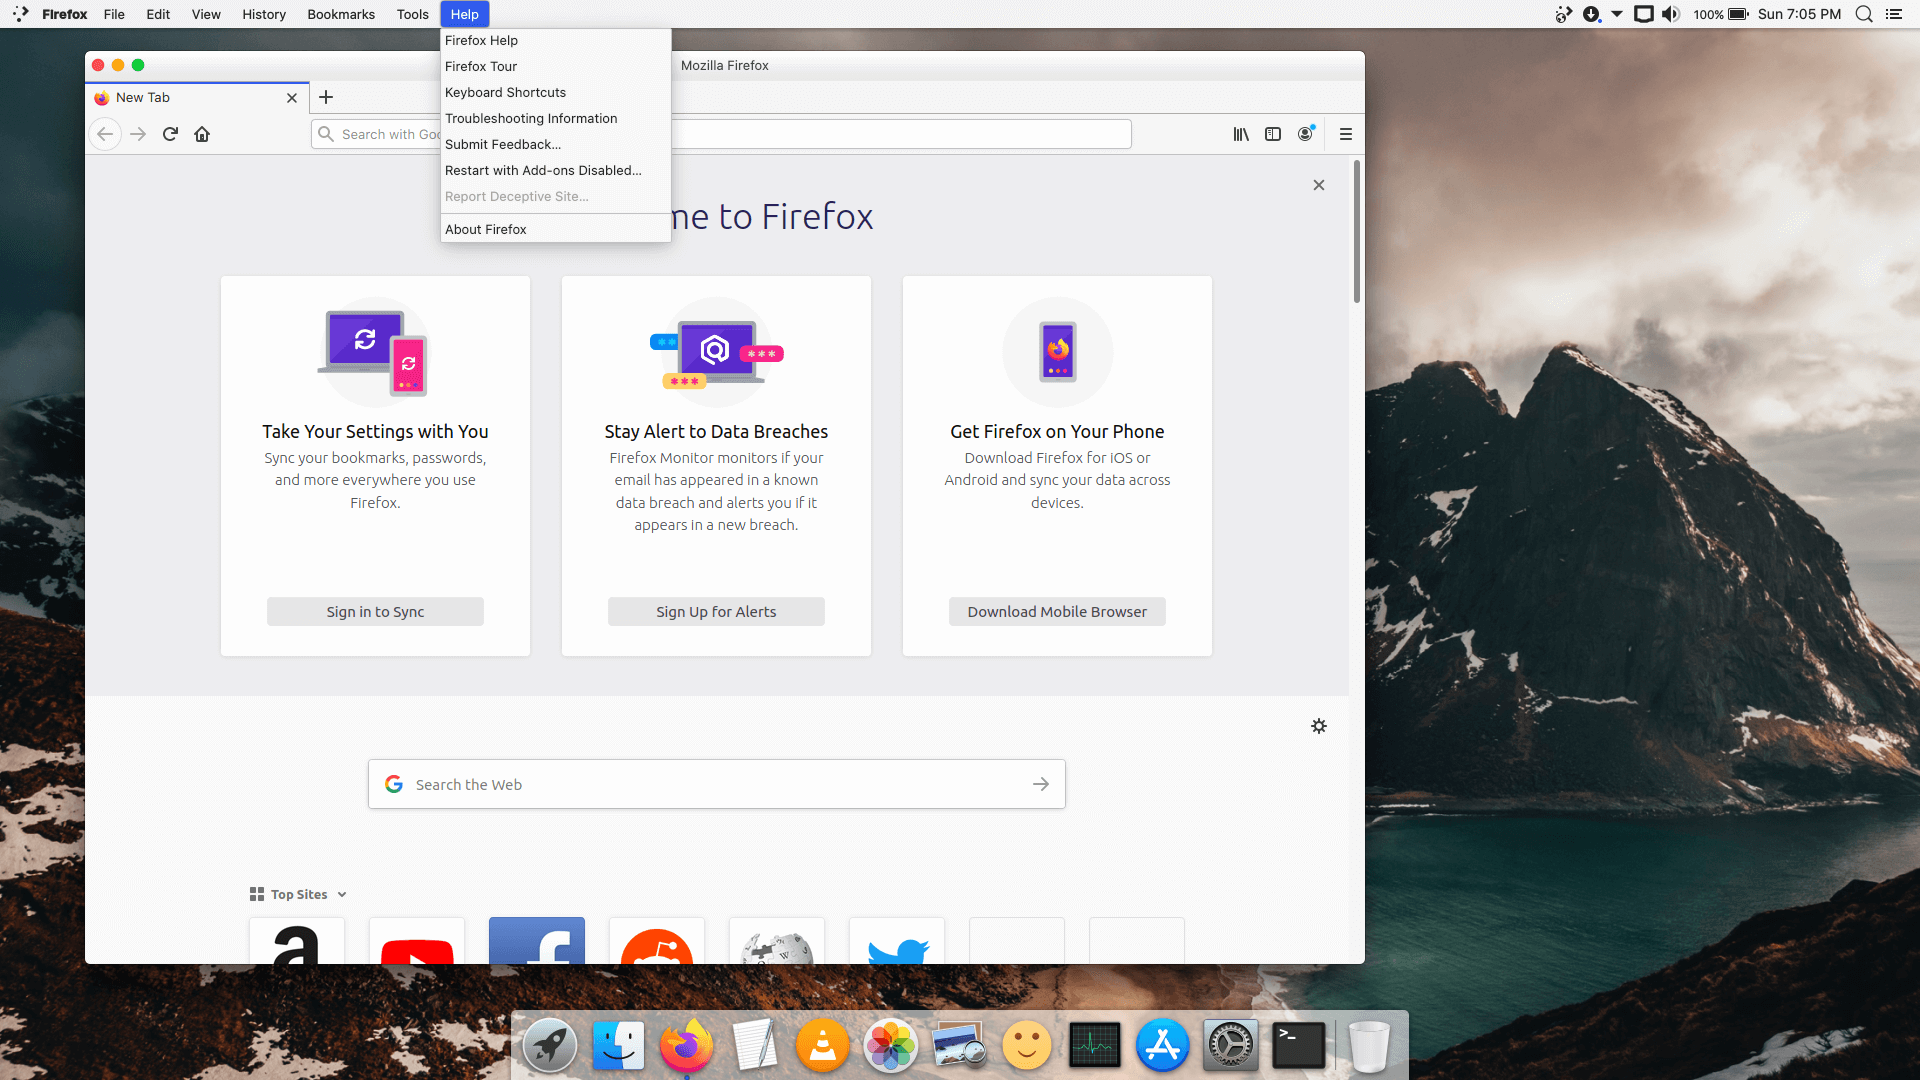 Firefox File Edit View History Bookmarks Tools Help
100% Sun 7:05 PM
Firefox Help
Firefox Tour
Keyboard Shortcuts
Troubleshooting Information
Submit Feedback...
Restart with Add-ons Disabled...
Report Deceptive Site...
About Firefox
Mozilla Firefox
New Tab
Search with Goo
me to Firefox
Take Your Settings with You
Sync your bookmarks, passwords,
and more everywhere you use
Firefox.
Sign in to Sync
Stay Alert to Data Breaches
Firefox Monitor monitors if your
email has appeared in a known
data breach and alerts you if it
appears in a new breach.
Sign Up for Alerts
Get Firefox on Your Phone
Download Firefox for iOS or
Android and sync your data across
devices.
Download Mobile Browser
Search the Web
Top Sites